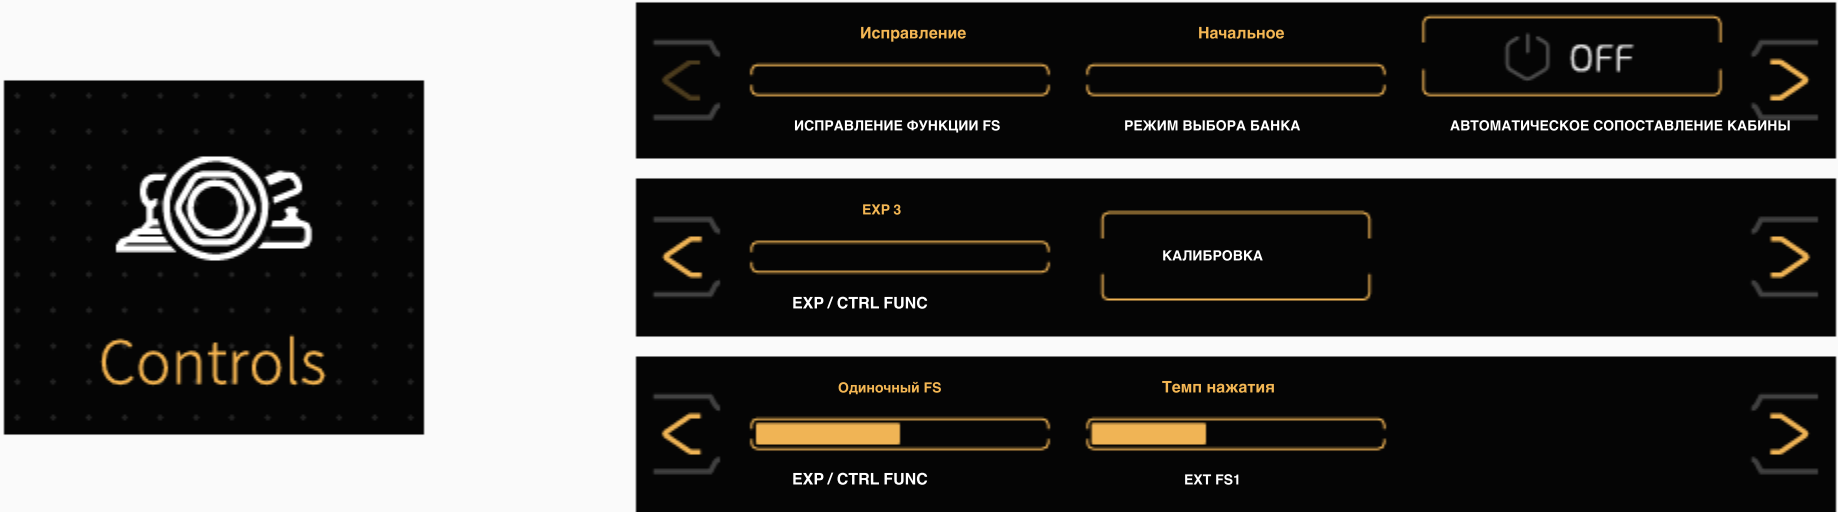 Controls
Исправление
Начальное
OFF
ИСПРАВЛЕНИЕ ФУНКЦИИ FS
РЕЖИМ ВЫБОРА БАНКА
АВТОМАТИЧЕСКОЕ СОПОСТАВЛЕНИЕ КАБИНЫ
EXP 3
КАЛИБРОВКА
EXP / CTRL FUNC
Одиночный FS
Темп нажатия
EXP / CTRL FUNC
EXT FS1